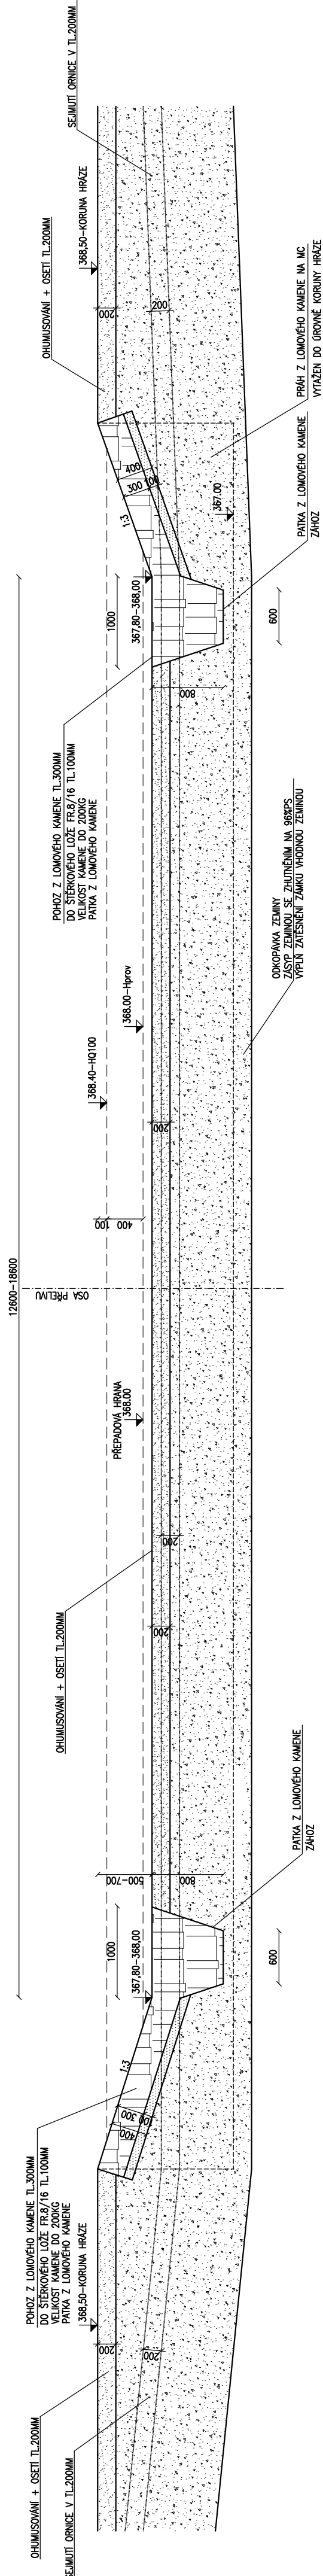 OHUMUSOVÁNÍ + OSETÍ TL.200MM
SEJMUTÍ ORNICE V TL.200MM
POHOZ Z LOMOVÉHO KAMENE TL.300MM
DO ŠTĚRKOVÉHO LOŽE FR.8/16 TL.100MM
VELIKOST KAMENE DO 200KG
PATKA Z LOMOVÉHO KAMENE
368,50-KORUNA HRÁZE
200
200
1:3
400
300
100
12600-18600
1000
367,80-368,00
500-700
800
600
PATKA Z LOMOVÉHO KAMENE
ZÁHOZ
OHUMUSOVÁNÍ + OSETÍ TL.200MM
200
200
PŘEPADOVÁ HRANA
368.00
OSA PŘELIVU
100
400
368.40-HQ100
368.00-Hprov
200
ODKOPÁVKA ZEMINY
ZÁSYP ZEMINOU SE ZHUTNĚNÍM NA 96%PS
VÝPLŇ ZATĚSNĚNÍ ZÁMKU VHODNOU ZEMINOU
POHOZ Z LOMOVÉHO KAMENE TL.300MM
DO ŠTĚRKOVÉHO LOŽE FR.8/16 TL.100MM
VELIKOST KAMENE DO 200KG
PATKA Z LOMOVÉHO KAMENE
1000
367,80-368,00
800
600
1:3
400
300
100
367.00
PATKA Z LOMOVÉHO KAMENE
ZÁHOZ
PRÁH Z LOMOVÉHO KAMENE NA MC
VYTAŽEN DO ÚROVNĚ KORUNY HRÁZE
OHUMUSOVÁNÍ + OSETÍ TL.200MM
368,50-KORUNA HRÁZE
200
200
SEJMUTÍ ORNICE V TL.200MM